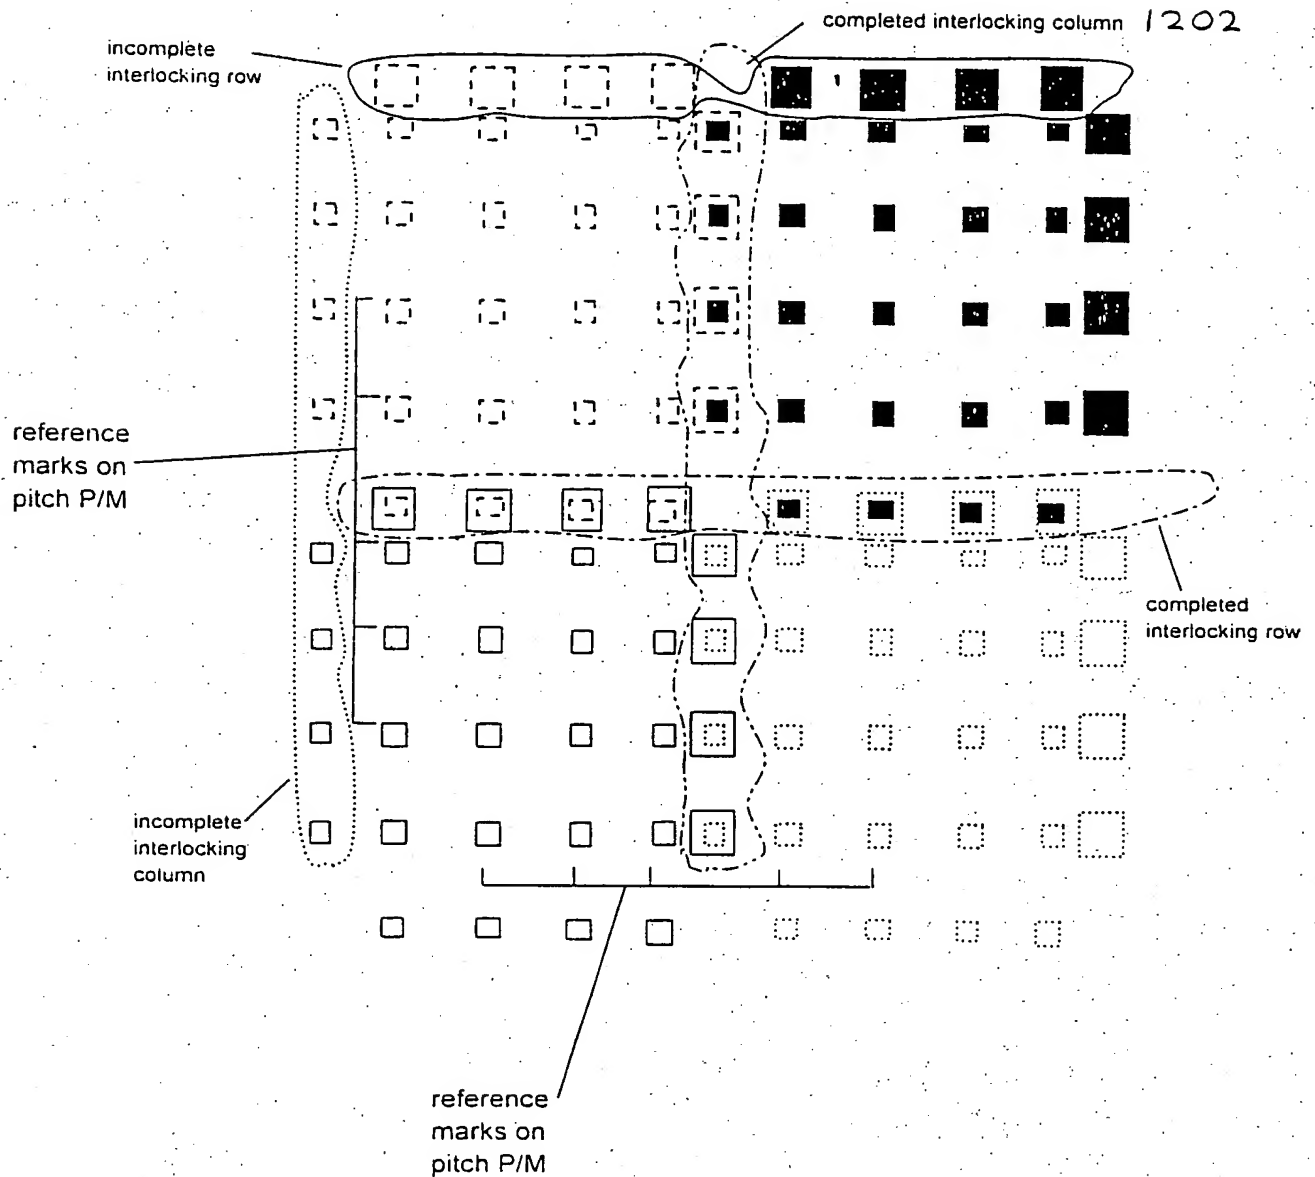 completed interlocking column 1202
incomplete
interlocking row
reference
marks on
pitch P/M
completed
interlocking row
incomplete
interlocking
column
reference
marks on
pitch P/M